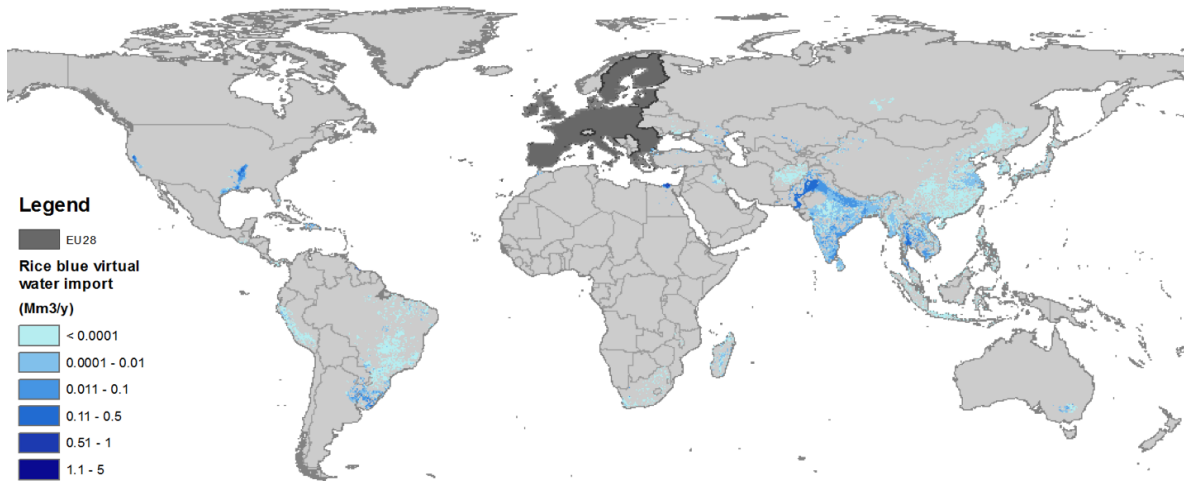 Legend
EU28
Rice blue virtual
water import
(Mm3/y)
< 0.0001
0.0001 - 0.01
0.011 - 0.1
0.11 - 0.5
0.51 - 1
1.1 - 5